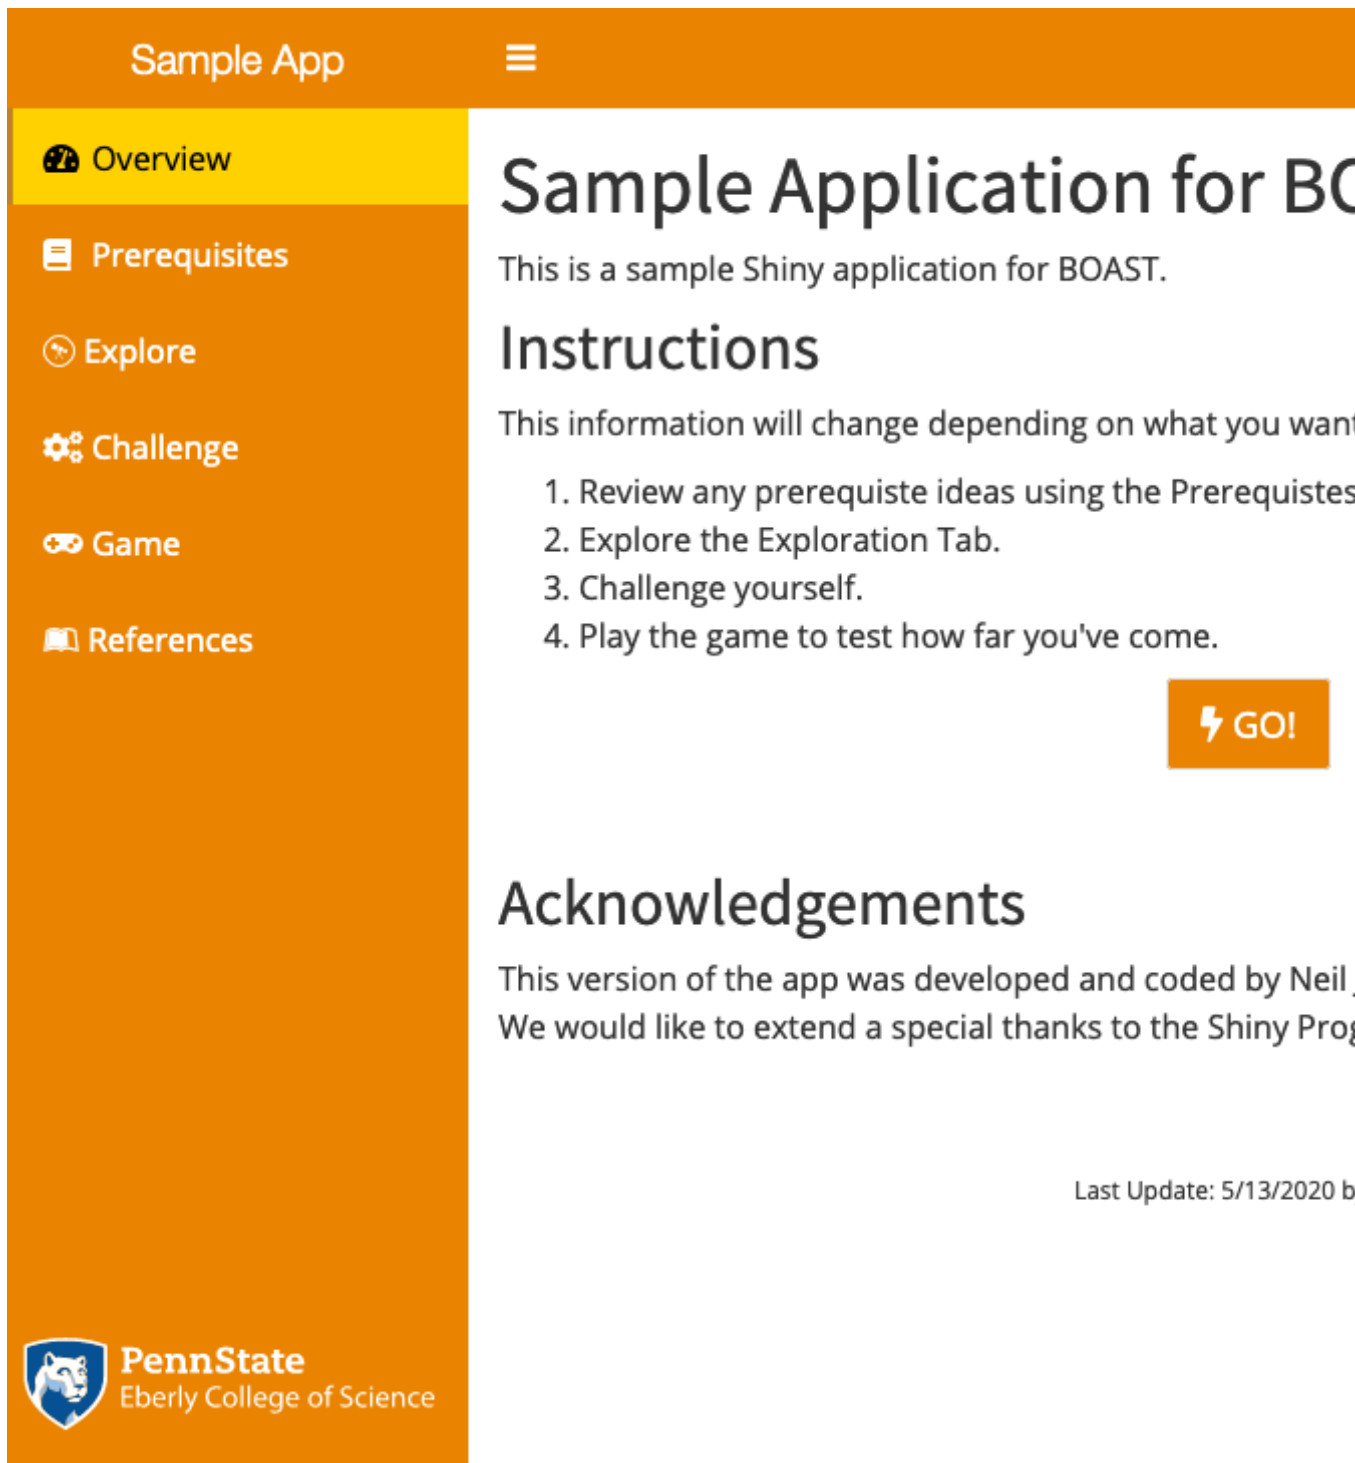 Sample App
Overview
Prerequisites
Explore
Challenge
Game
References
PennState
Eberly College of Science
Sample Application for
This is a sample Shiny application for BOAST.
Instructions
This information will change depending on what you want
1. Review any prerequiste ideas using the Prerequistes
2. Explore the Exploration Tab.
3. Challenge yourself.
4. Play the game to test how far you've come.
GO!
Acknowledgements
This version of the app was developed and coded by Neil
We would like to extend a special thanks to the Shiny
Last Update: 5/13/2020